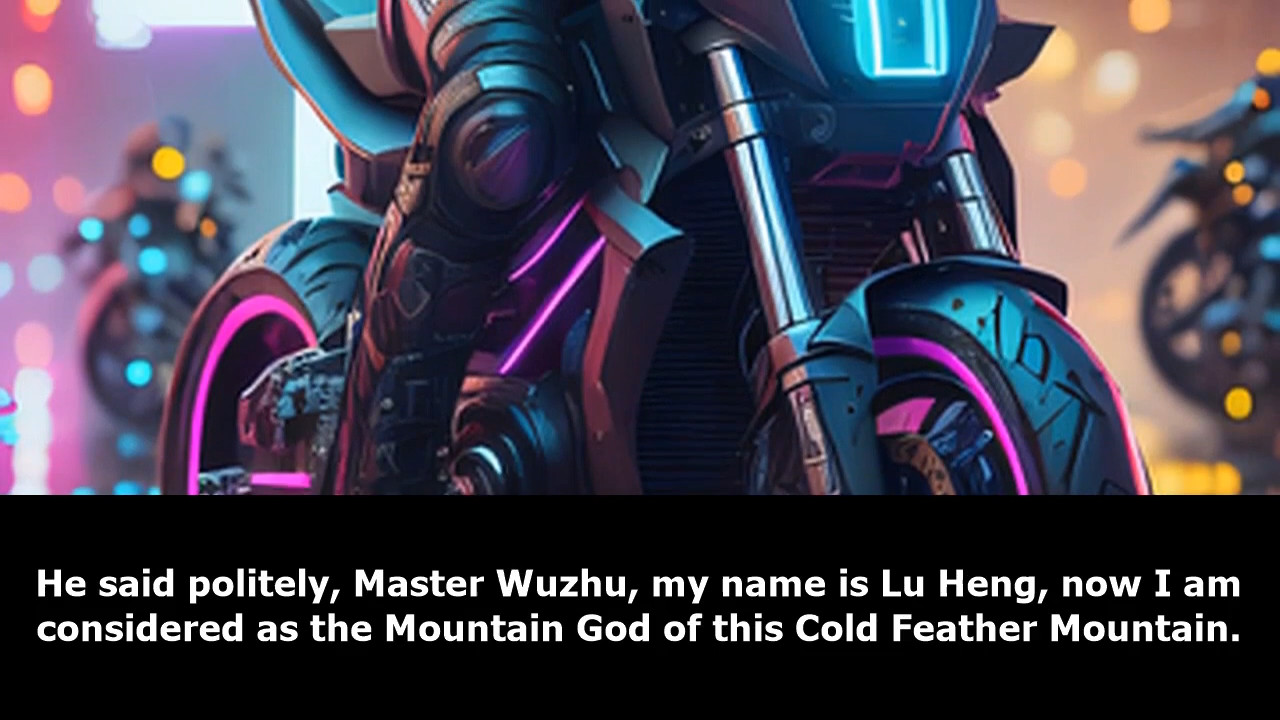 He said politely, Master Wuzhu, my name is Lu Heng, now I am
considered as the Mountain God of this Cold Feather Mountain.